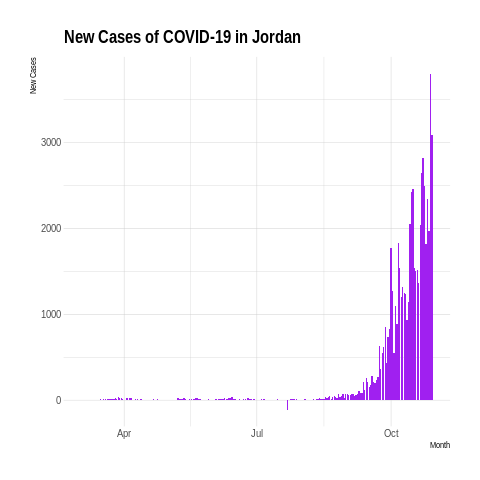 New Cases of COVID-19 in Jordan
New Cases
3000
2000
1000
0
Apr
Jul
Oct
Month